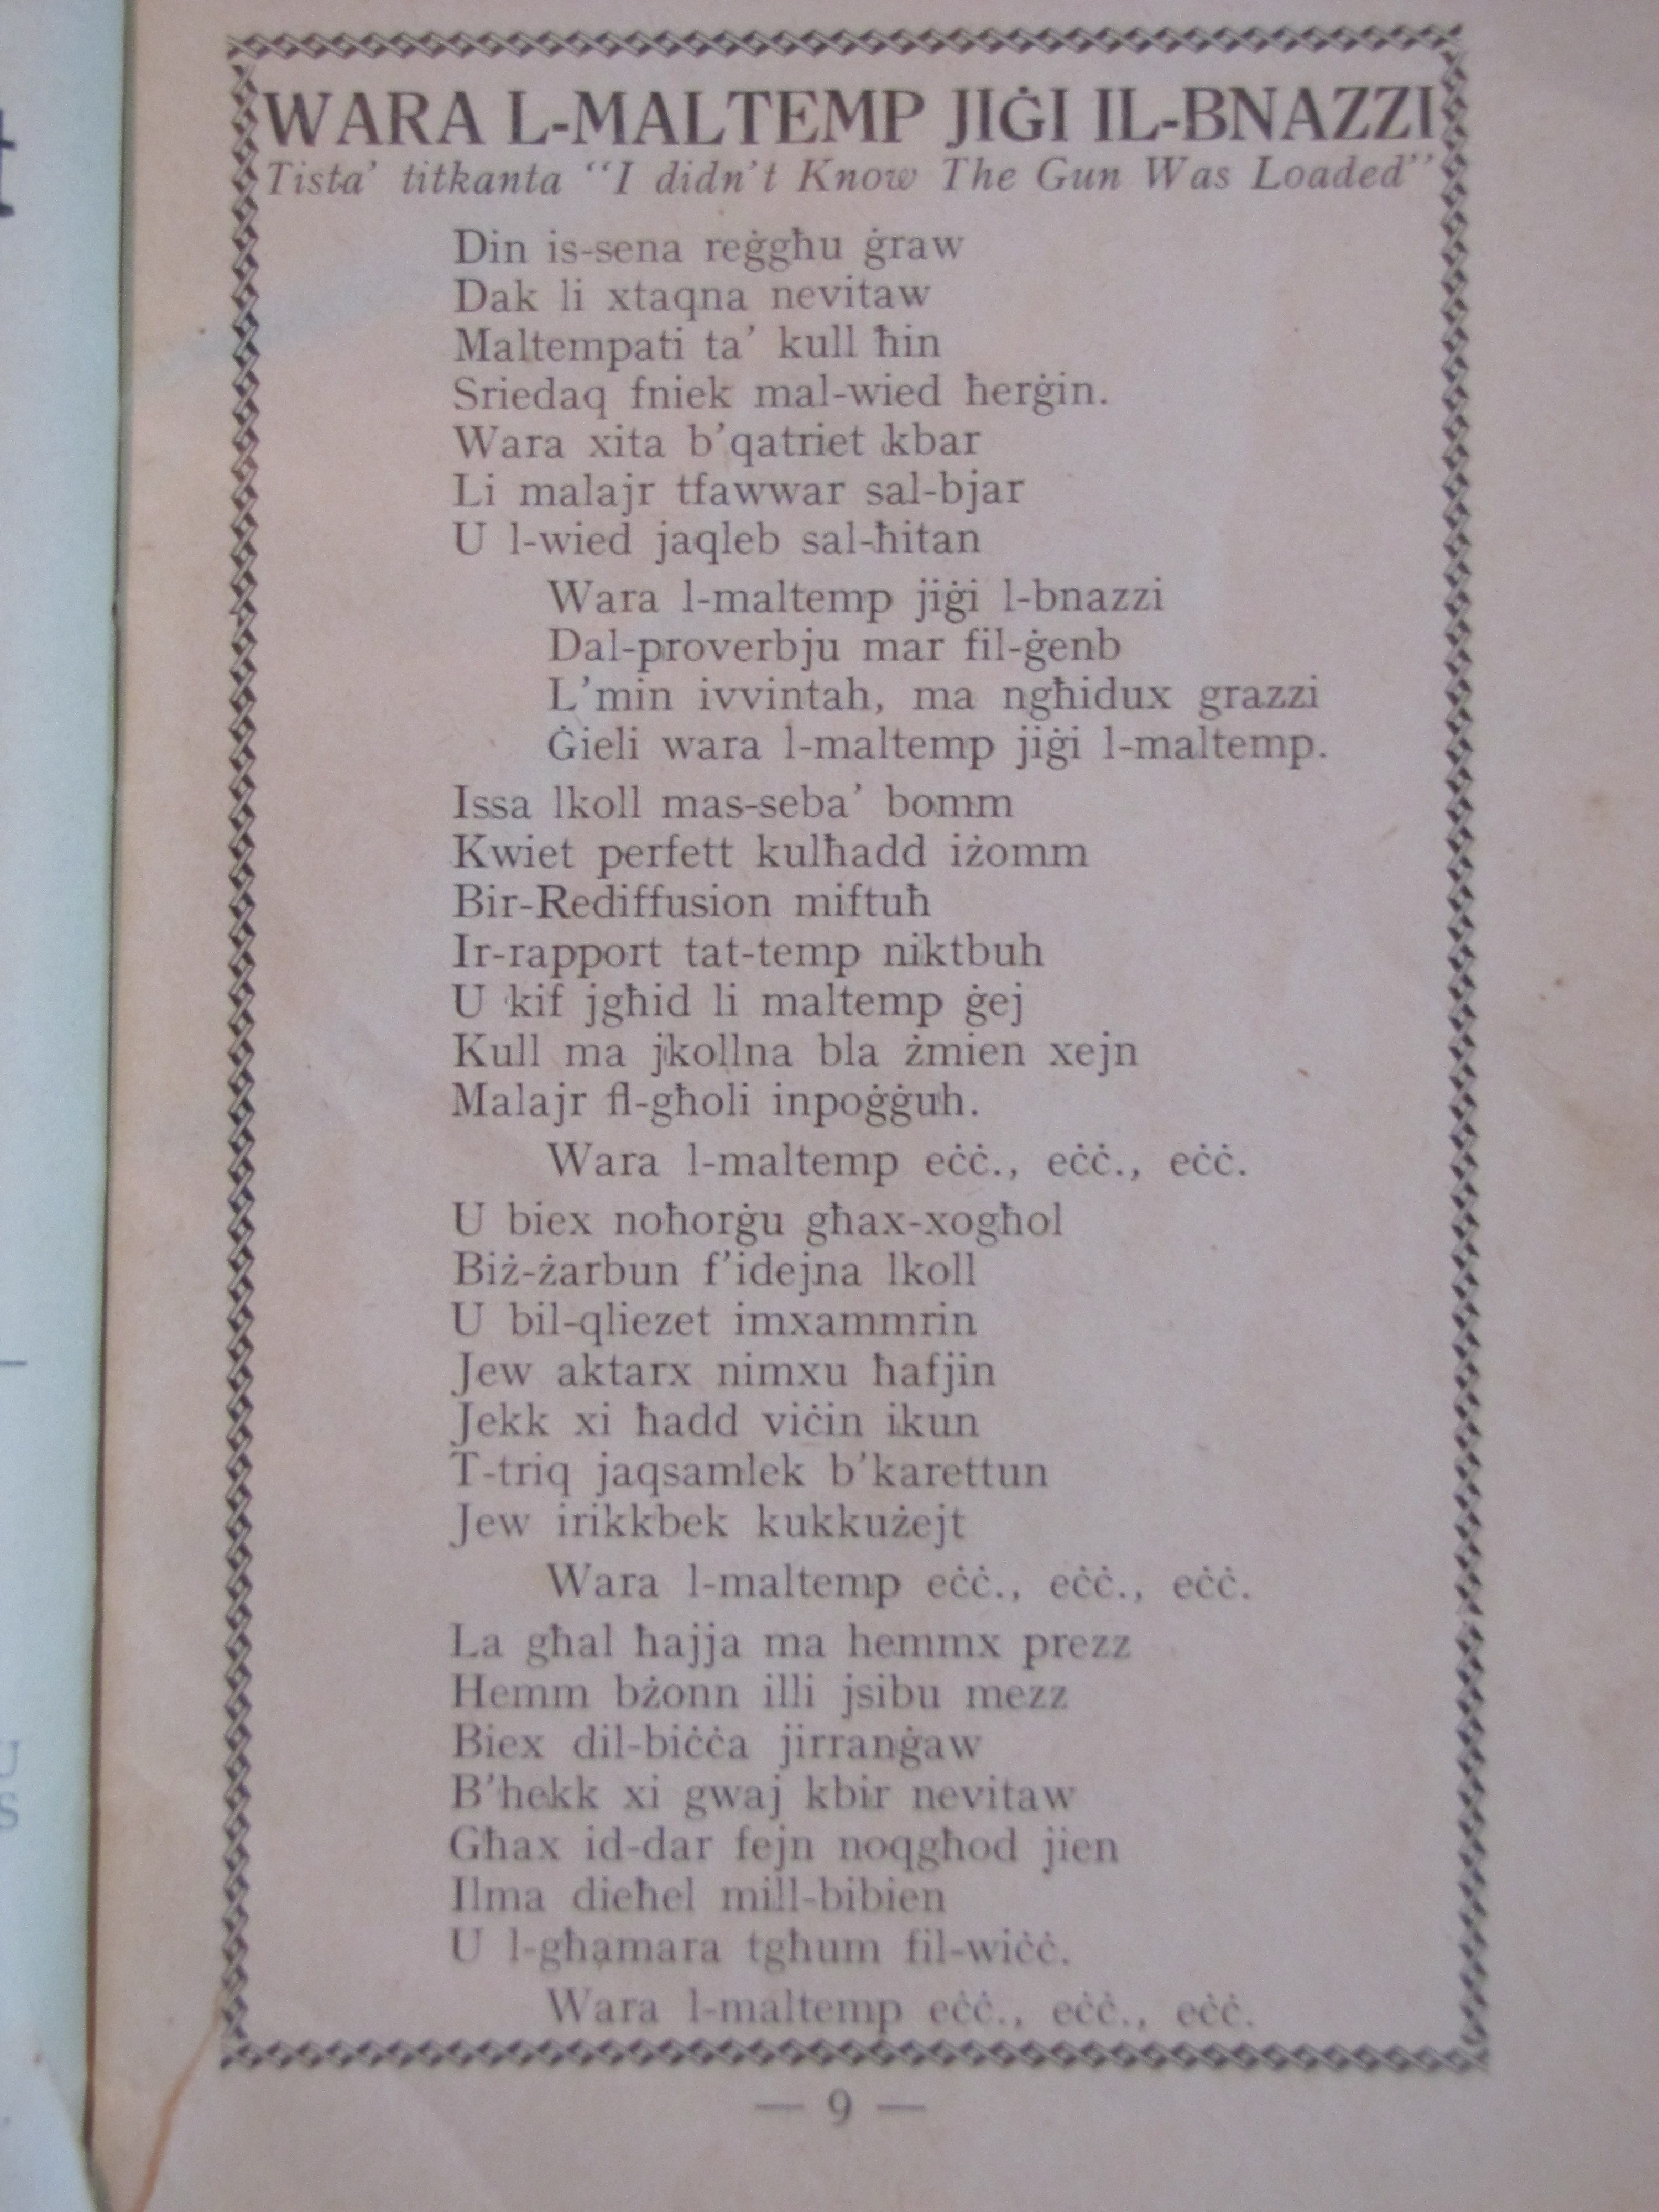 WARA L-MALTEMP JIĠI IL-BNAZZI
Tista' titkanta "I didn't Know The Gun Was Loaded"
Din is-sena reġgħu ġraw
Dak li xtaqna nevitaw
Maltempati ta' kull ħin
Sriedaq fniek mal-wied ħerġin.
Wara xita b'qatriet kbar
Li malajr tfawwar sal-bjar
U l-wied jaqleb sal-ħitan
Wara l-maltemp jiġi l-bnazzi
Dal-proverbju mar fil-ġenb
L'min ivvintah, ma ngħidux grazzi
Ġieli wara l-maltemp jiġi l-maltemp.
Issa lkoll mas-seba' bomm
Kwiet perfett kulħadd iżomm
Bir-Rediffusion miftuħ
Ir-rapport tat-temp niktbuh
U kif jgħid li maltemp ġej
Kull ma jkollna bla żmien xejn
Malajr fl-għoli inpoġġuh.
Wara l-maltemp eċċ., eċċ., eċċ.
U biex noħorġu għax-xogħol
Biż-żarbun f'idejna lkoll
U bil-qliezet imxammrin
Jew aktarx nimxu ħafjin
Jekk xi ħadd viċin ikun
T-triq jaqsamlek b'karettun
Jew irikkbek kukkużejt
Wara l-maltemp eċċ., eċċ., eċċ.
La għal ħajja ma hemmx prezz
Hemm bżonn illi jsibu mezz
Biex dil-biċċa jirranġaw
B'hekk xi gwaj kbir nevitaw
Għax id-dar fejn noqgħod jien
Ilma dieħel mill-bibien
U l-għamara tgħum fil-wiċċ.
Wara l-maltemp eċċ., eċċ., eċċ.
— 9 —